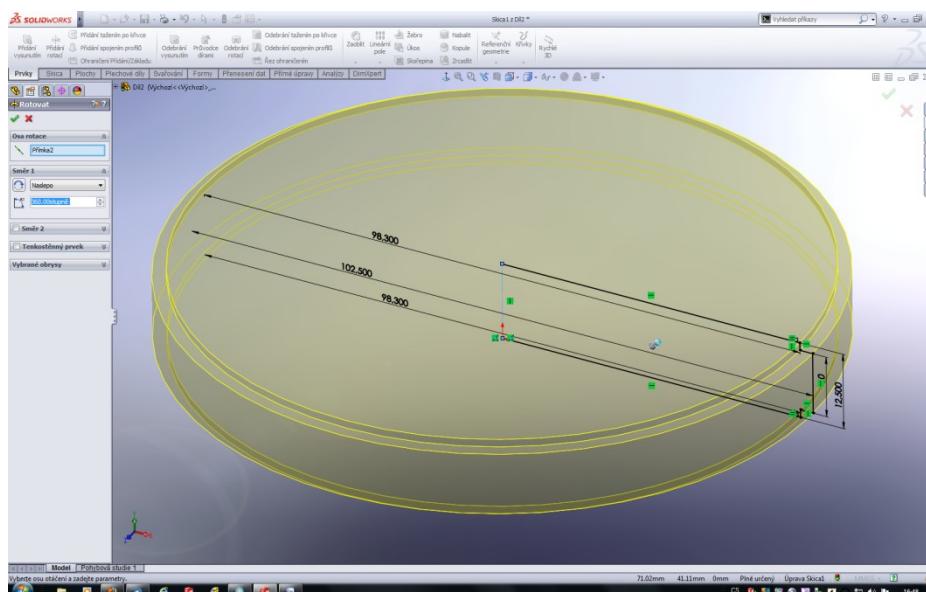 SOLIDWORKS
Skica1 z Díl2 *
Vyhledat příkazy
Přidání vysunutím
Přidání rotací
Přidání tažením po křivce
Přidání spojením profilů
Ohraničení Přidání/Základu
Odebrání vysunutím
Průvodce dírami
Odebrání rotací
Odebrání tažením po křivce
Odebrání spojením profilů
Řez ohraničením
Zaoblit
Lineární pole
Žebro
Úkos
Skořepina
Nabalit
Kopule
Zrcadlit
Referenční geometrie
Křivky
Rychlé 3D
Prvky
Skica
Plochy
Plechové díly
Svařování
Formy
Přenesení dat
Přímé úpravy
Analýzy
DimXpert
Díl2 (Výchozí<<Výchozí>_...
Rotovat
Osa rotace
Přímka2
Směr 1
Naslepo
360.00stupně
Směr 2
Tenkostěnný prvek
Vybrané obrysy
98,300
102,500
98,300
12,500
Model
Pohybová studie 1
Vyberte osu otáčení a zadejte parametry.
71.02mm
41.11mm
0mm
Plně určený
Úprava Skica1
16:48